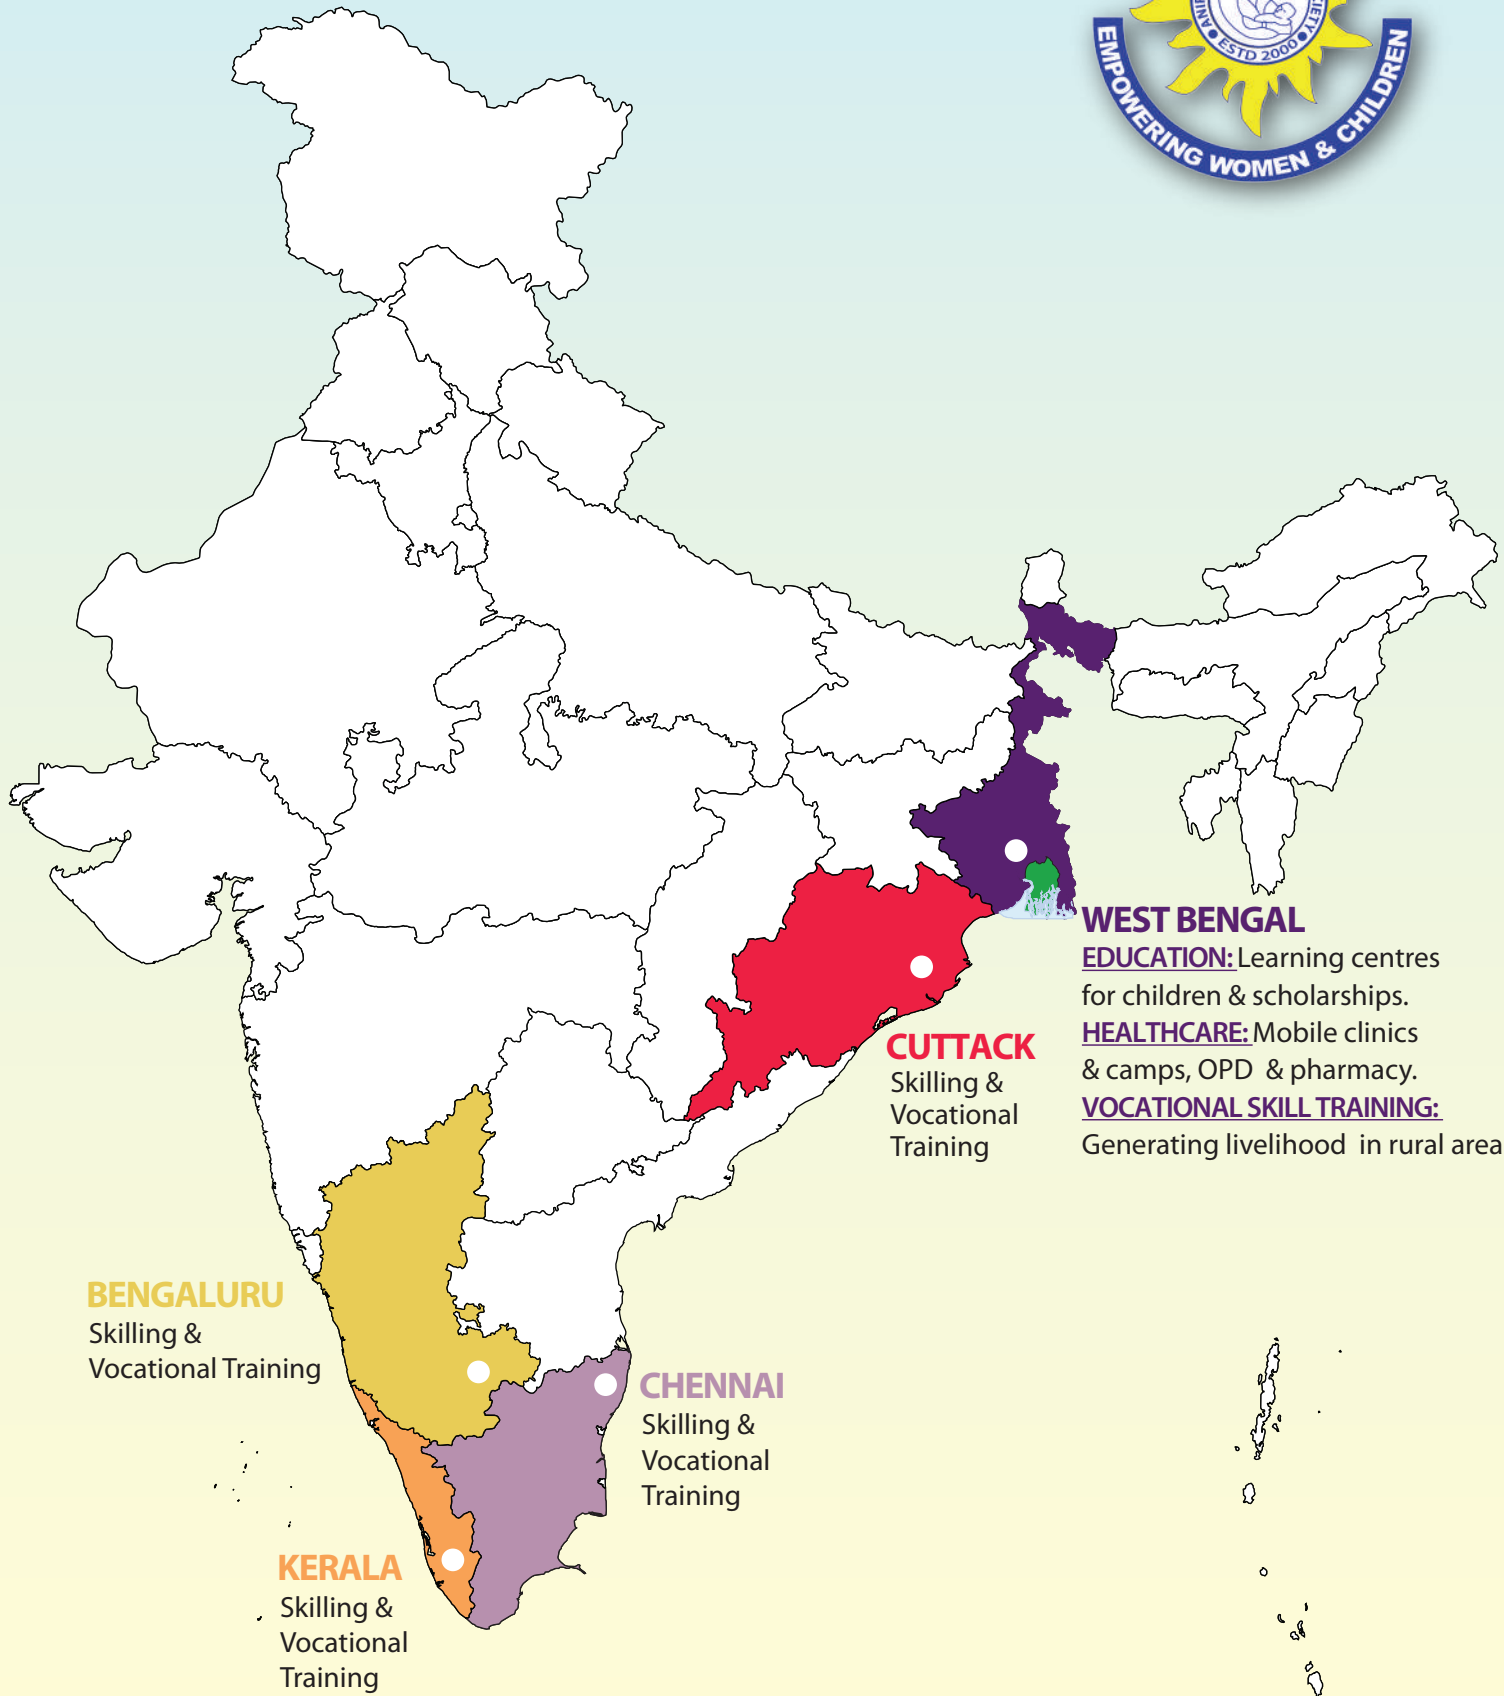 ESTD 2000
EMPOWERING WOMEN & CHILDREN
WEST BENGAL
EDUCATION: Learning centres
for children & scholarships.
HEALTHCARE: Mobile clinics
& camps, OPD & pharmacy.
VOCATIONAL SKILL TRAINING:
Generating livelihood in rural area
CUTTACK
Skilling &
Vocational
Training
BENGALURU
Skilling &
Vocational Training
CHENNAI
Skilling &
Vocational
Training
KERALA
Skilling &
Vocational
Training